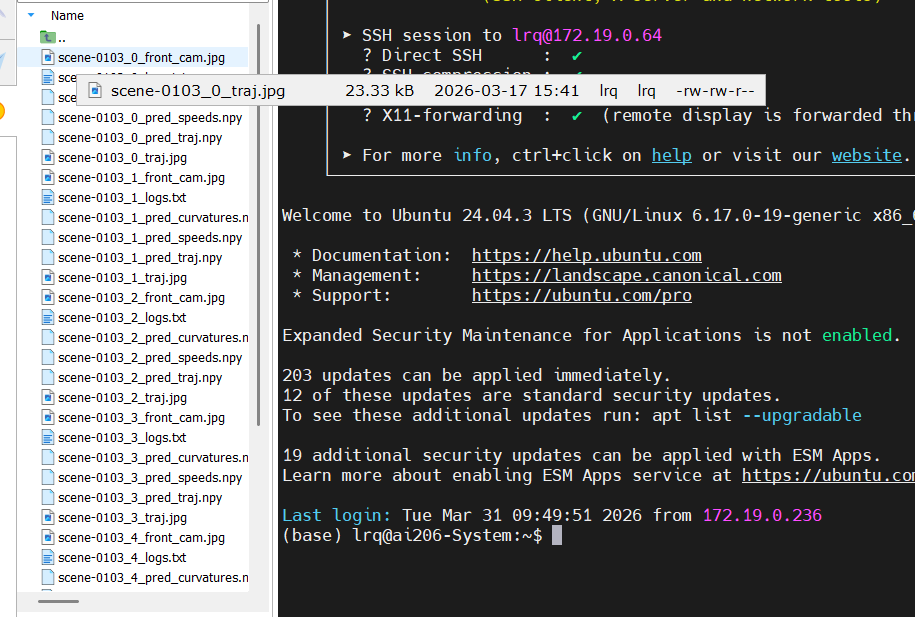 Name
..
scene-0103_0_front_cam.jpg
scene-0103_0_traj.jpg 23.33 kB 2026-03-17 15:41 lrq lrq -rw-rw-r--
scene-0103_0_pred_speeds.npy
scene-0103_0_pred_traj.npy
scene-0103_0_traj.jpg
scene-0103_1_front_cam.jpg
scene-0103_1_logs.txt
scene-0103_1_pred_curvatures.n
scene-0103_1_pred_speeds.npy
scene-0103_1_pred_traj.npy
scene-0103_1_traj.jpg
scene-0103_2_front_cam.jpg
scene-0103_2_logs.txt
scene-0103_2_pred_curvatures.n
scene-0103_2_pred_speeds.npy
scene-0103_2_pred_traj.npy
scene-0103_2_traj.jpg
scene-0103_3_front_cam.jpg
scene-0103_3_logs.txt
scene-0103_3_pred_curvatures.n
scene-0103_3_pred_speeds.npy
scene-0103_3_pred_traj.npy
scene-0103_3_traj.jpg
scene-0103_4_front_cam.jpg
scene-0103_4_logs.txt
scene-0103_4_pred_curvatures.n
➤ SSH session to lrq@172.19.0.64
? Direct SSH : ✔
? SSH compression : ✔
? X11-forwarding : ✔ (remote display is forwarded thr
➤ For more info, ctrl+click on help or visit our website.
Welcome to Ubuntu 24.04.3 LTS (GNU/Linux 6.17.0-19-generic x86_6
* Documentation: https://help.ubuntu.com
* Management: https://landscape.canonical.com
* Support: https://ubuntu.com/pro
Expanded Security Maintenance for Applications is not enabled.
203 updates can be applied immediately.
12 of these updates are standard security updates.
To see these additional updates run: apt list --upgradable
19 additional security updates can be applied with ESM Apps.
Learn more about enabling ESM Apps service at https://ubuntu.com
Last login: Tue Mar 31 09:49:51 2026 from 172.19.0.236
(base) lrq@ai206-System:~$